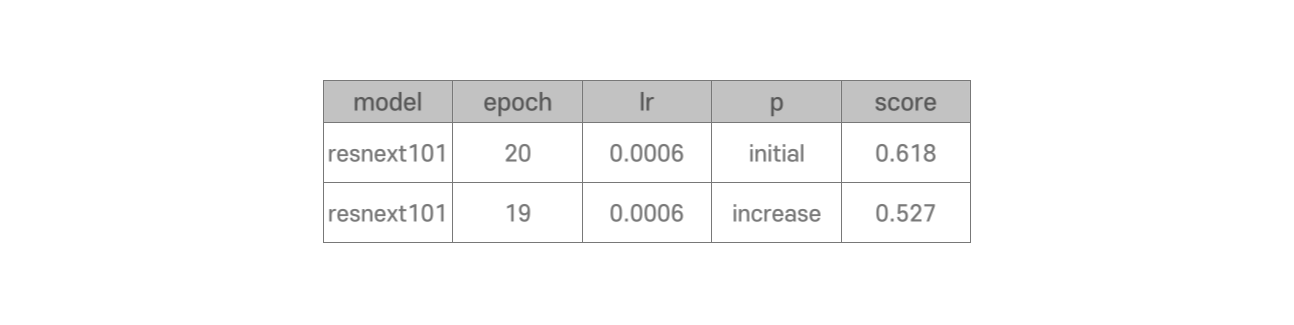 model epoch lr p score
resnext101 20 0.0006 initial 0.618
resnext101 19 0.0006 increase 0.527